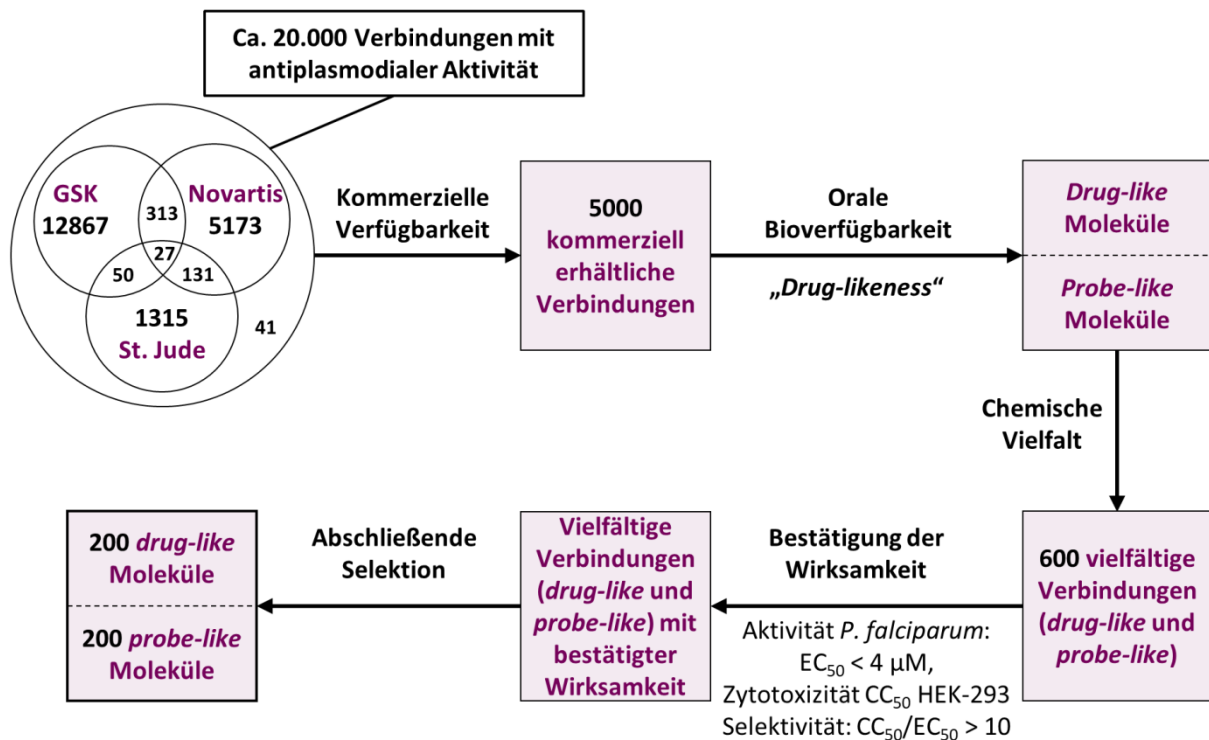 Ca. 20.000 Verbindungen mit
antiplasmodialer Aktivität
GSK
12867
313
Novartis
5173
27
50
131
1315
St. Jude
41
Kommerzielle
Verfügbarkeit
5000
kommerziell
erhältliche
Verbindungen
Orale
Bioverfügbarkeit
„Drug-likeness“
Drug-like
Moleküle
Probe-like
Moleküle
Chemische
Vielfalt
600 vielfältige
Verbindungen
(drug-like und
probe-like)
Bestätigung der
Wirksamkeit
Aktivität P. falciparum:
EC50 < 4 µM,
Zytotoxizität CC50 HEK-293
Selektivität: CC50/EC50 > 10
Vielfältige
Verbindungen
(drug-like und
probe-like) mit
bestätigter
Wirksamkeit
Abschließende
Selektion
200 drug-like
Moleküle
200 probe-like
Moleküle